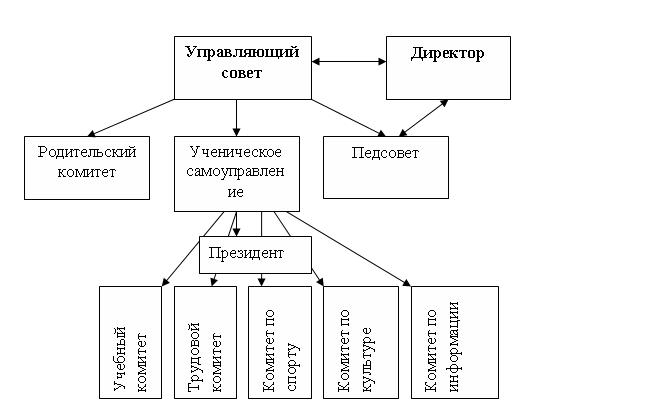 Управляющий
совет
Директор
Родительский
комитет
Ученическое
самоуправлен
ие
Педсовет
Президент
Учебный
комитет
Трудовой
комитет
Комитет по
спорту
Комитет по
культуре
Комитет по
информации